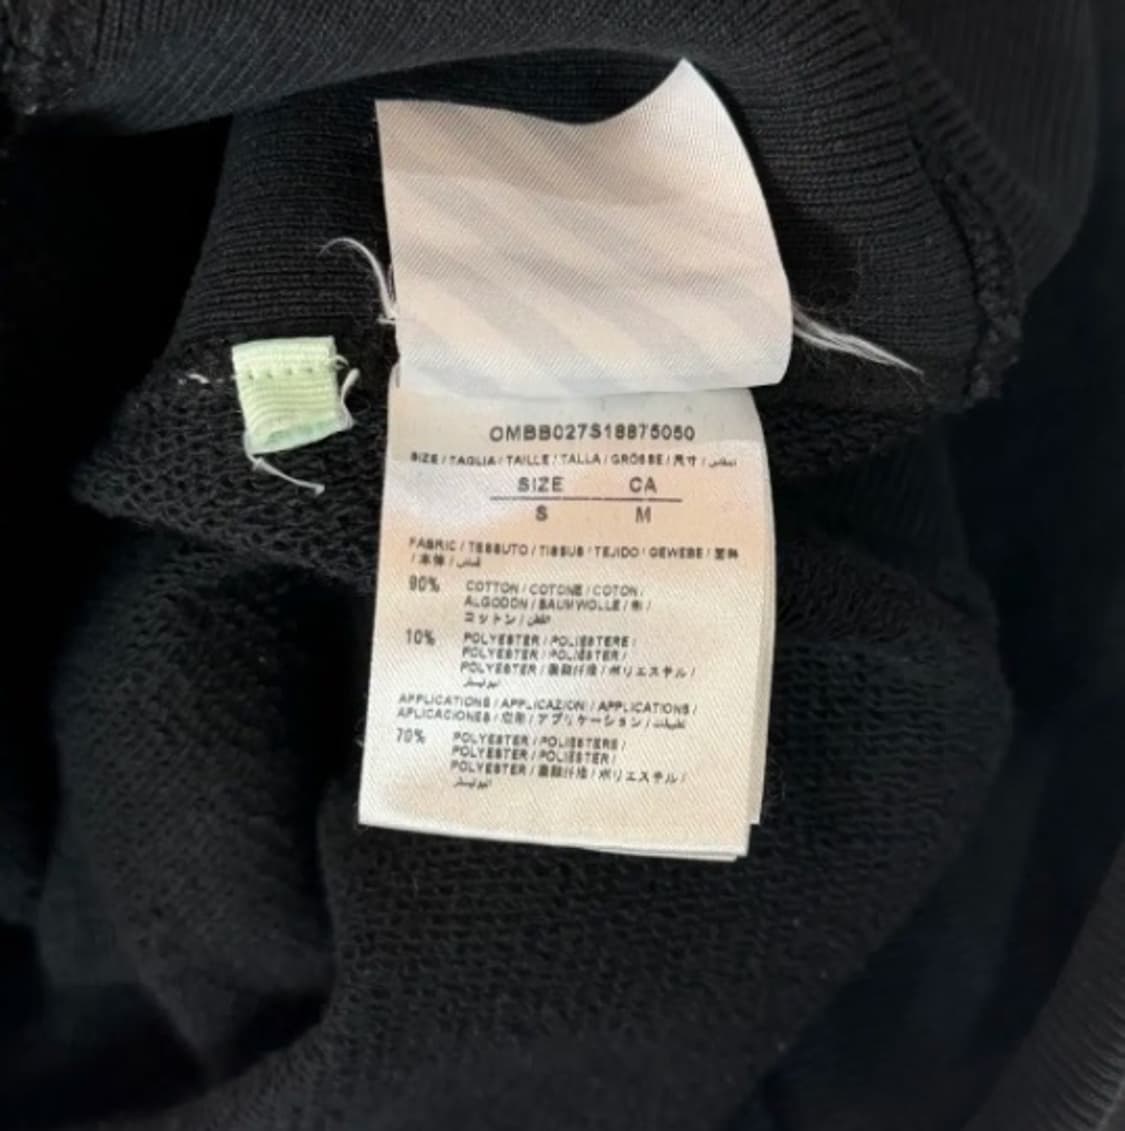 OMBB027S18875050
SIZE / TAGLIA / TAILLE / TALLA / GRÖSSE / 尺寸 /
SIZE CA
S M
FABRIC / TESSUTO / TISSUS / TEJIDO / GEWEBE / 面料
/ 本体 / قماش
90% COTTON / COTONE / COTON /
ALGODON / BAUMWOLLE / 棉 /
コットン / القطن
10% POLYESTER / POLIESTERE /
POLYESTER / POLIESTER /
POLYESTER / 聚酯纤维 / ポリエステル /
APPLICATIONS / APPLICAZIONI / APPLICATIONS /
APLICACIONES / 应用 / アプリケーション / تطبيقات
70% POLYESTER / POLIESTERE /
POLYESTER / POLIESTER /
POLYESTER / 聚酯纤维 / ポリエステル /